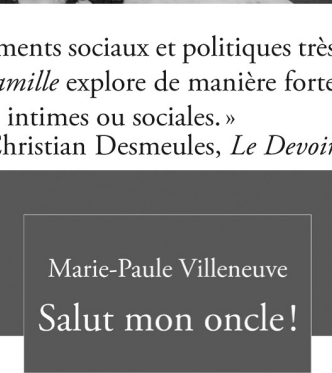 ments sociaux et politiques très
amille explore de manière forte
intimes ou sociales. »
Christian Desmeules, Le Devoir
Marie-Paule Villeneuve
Salut mon oncle !